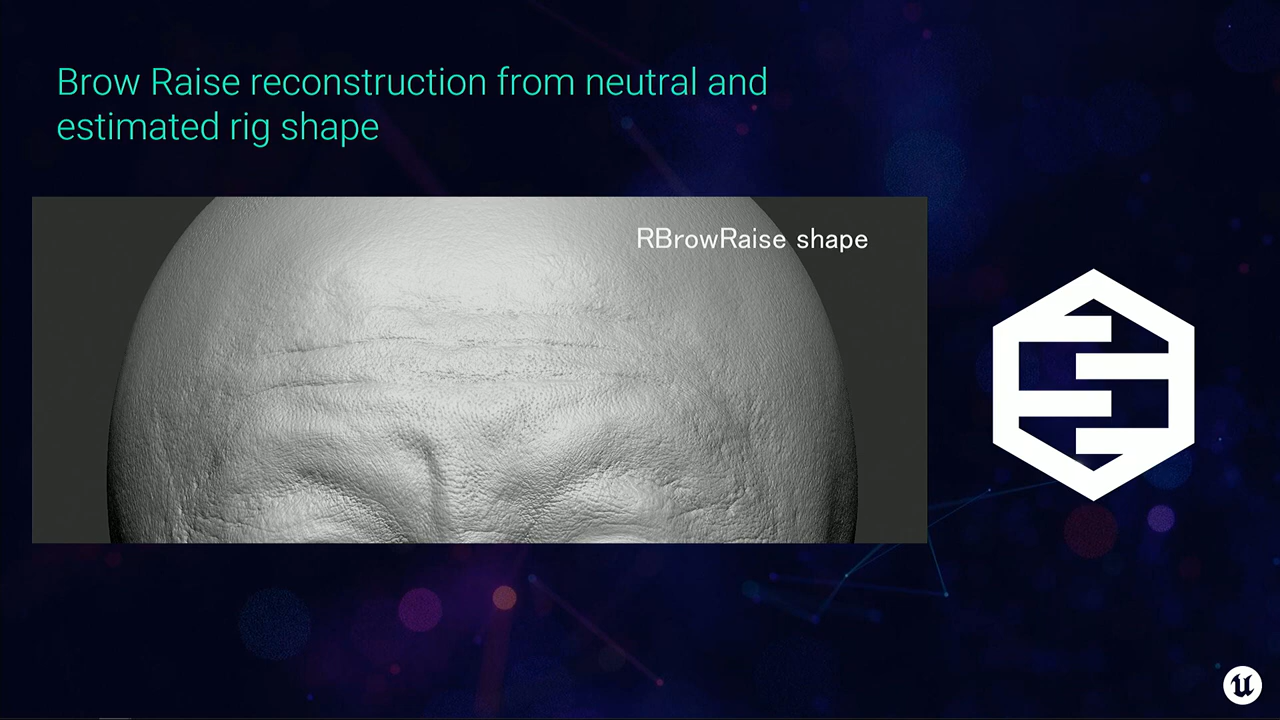 Brow Raise reconstruction from neutral and
estimated rig shape
RBrowRaise shape